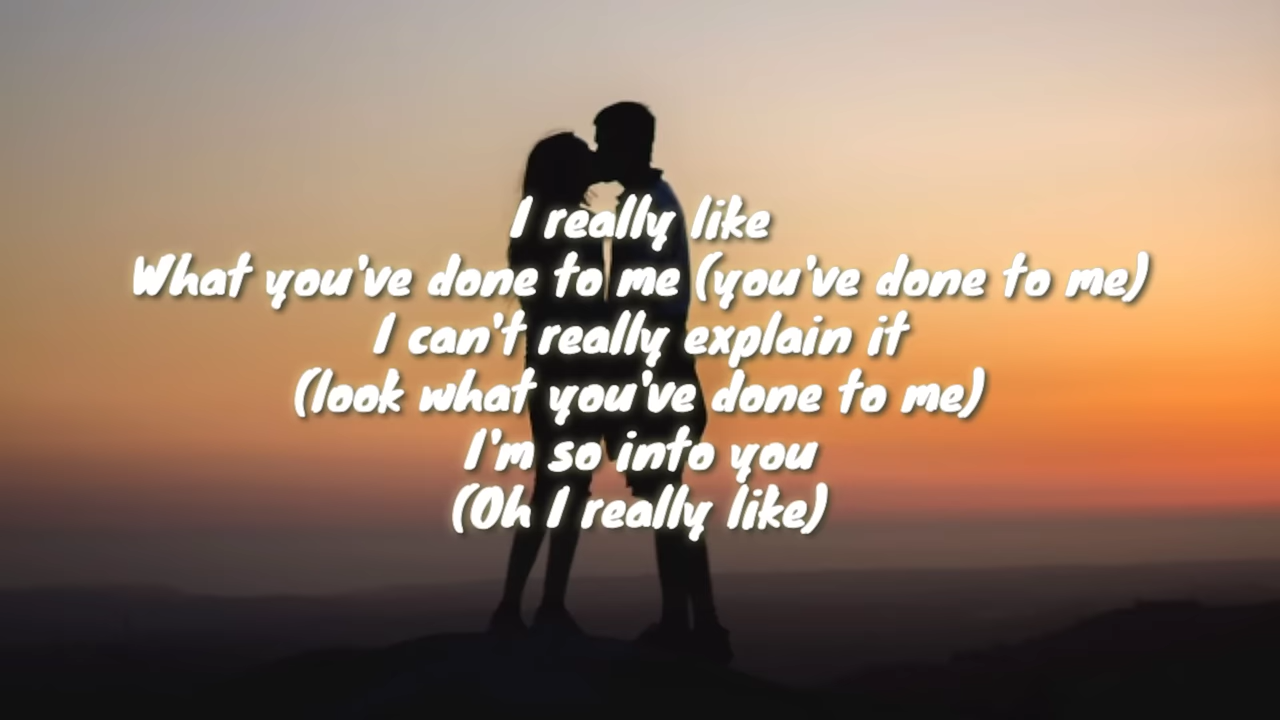 I really like
What you've done to me (you've done to me)
I can't really explain it
(look what you've done to me)
I'm so into you
(Oh I really like)